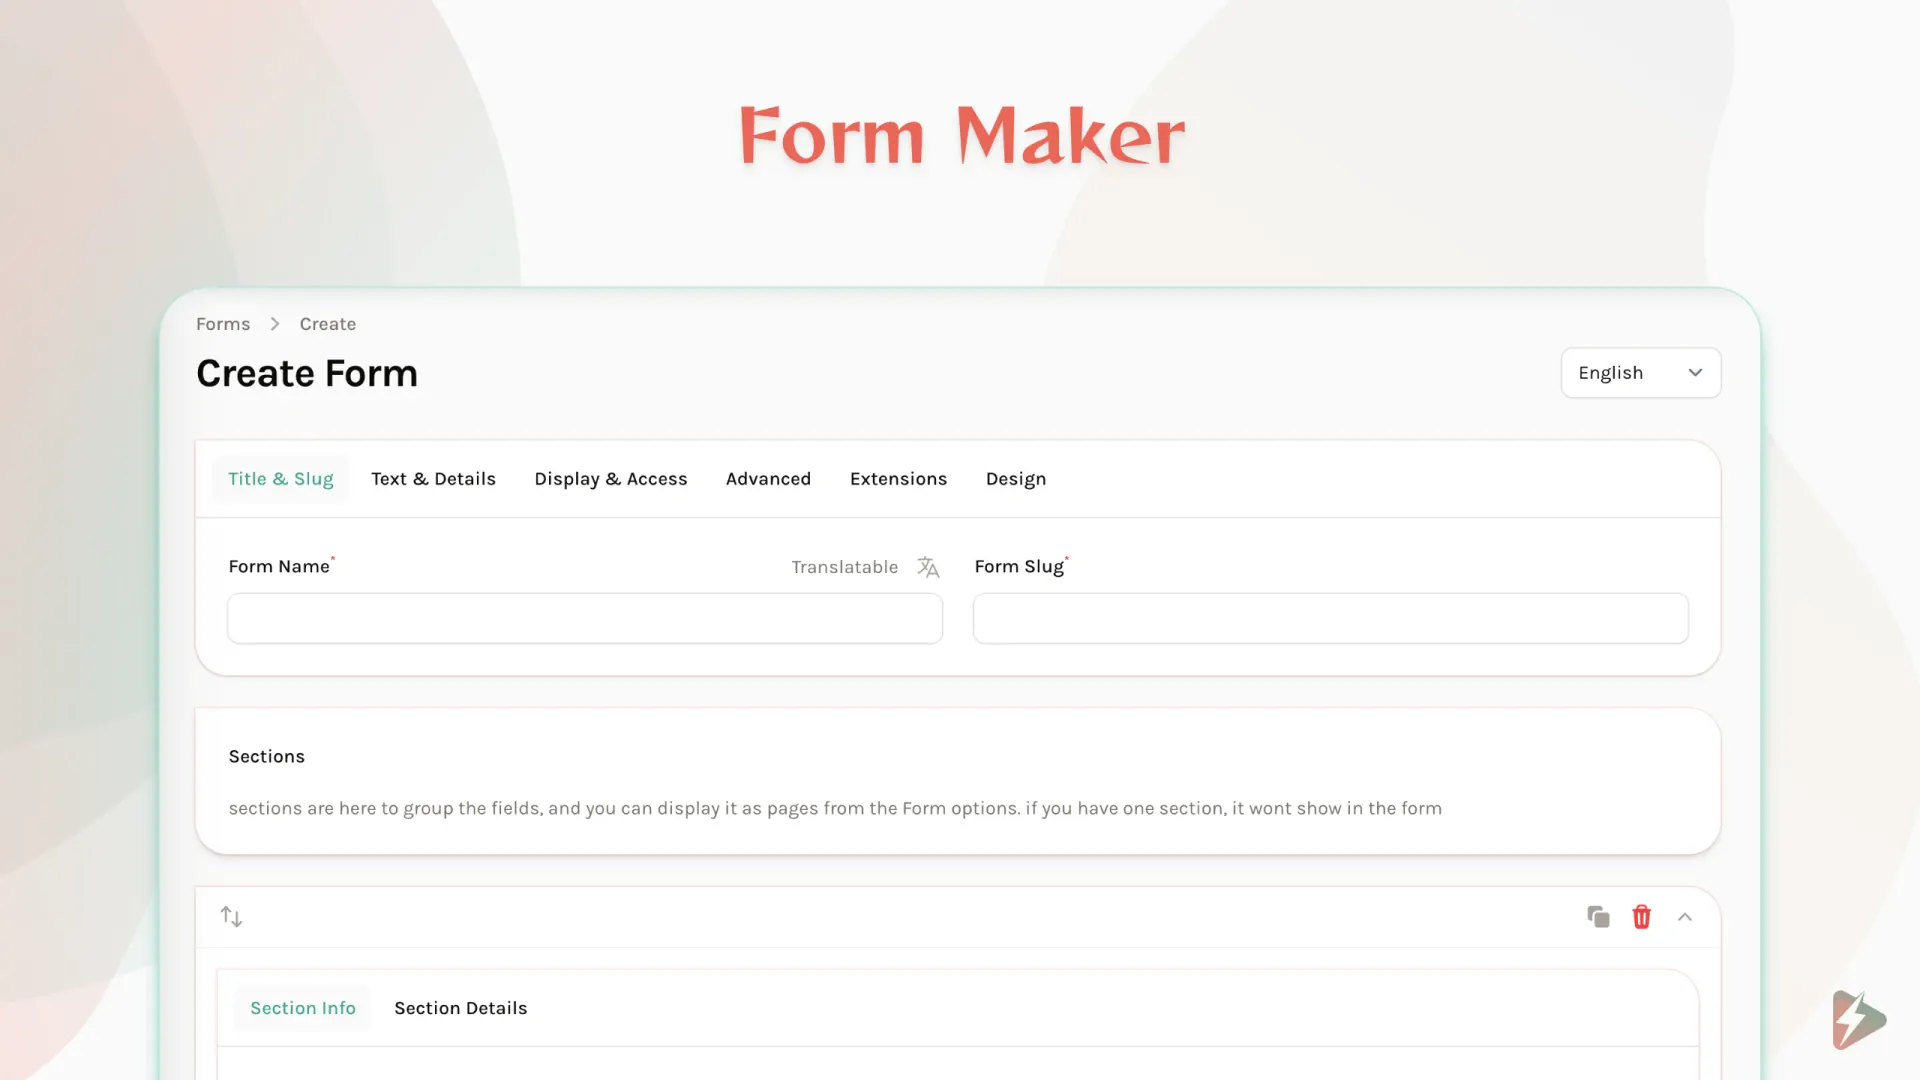 Form Maker
Forms > Create
Create Form
English
Title & Slug Text & Details Display & Access Advanced Extensions Design
Form Name* Translatable Form Slug*
Sections
sections are here to group the fields, and you can display it as pages from the Form options. if you have one section, it wont show in the form
Section Info Section Details